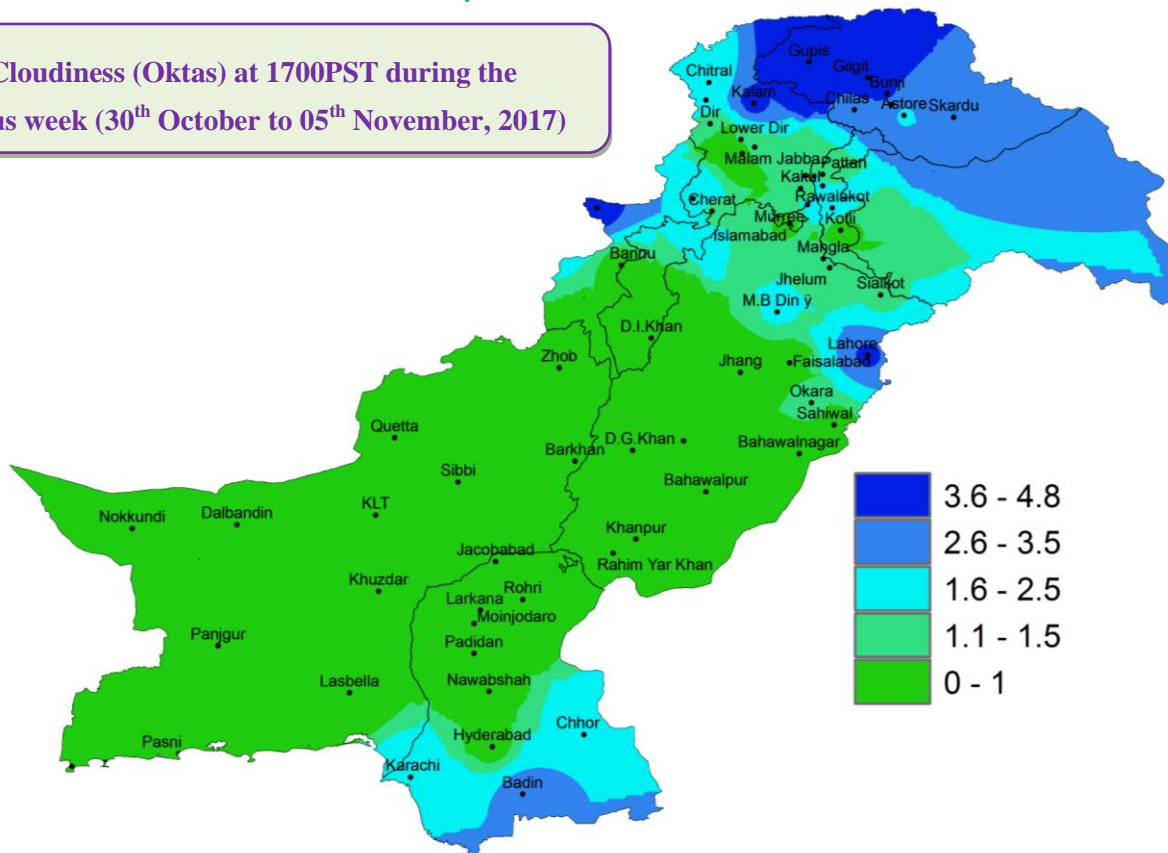 Cloudiness (Oktas) at 1700PST during the
us week (30th October to 05th November, 2017)
Gupis
Gilgit
Bunji
Chitral
Kalam
Chilas
Astore
Skardu
Dir
Lower Dir
Malam Jabba
Pattan
Kakul
Cherat
Rawalakot
Murree
Kotli
Islamabad
Mangla
Bannu
Jhelum
Sialkot
M.B Din ÿ
D.I.Khan
Lahore
Zhob
Jhang
Faisalabad
Okara
Sahiwal
Quetta
D.G.Khan
Bahawalnagar
Barkhan
Sibbi
Bahawalpur
KLT
Nokkundi
Dalbandin
Khanpur
Jacobabad
Rahim Yar Khan
Khuzdar
Rohri
Larkana
Moinjodaro
Panjgur
Padidan
Lasbella
Nawabshah
Chhor
Pasni
Hyderabad
Karachi
Badin
3.6 - 4.8
2.6 - 3.5
1.6 - 2.5
1.1 - 1.5
0 - 1